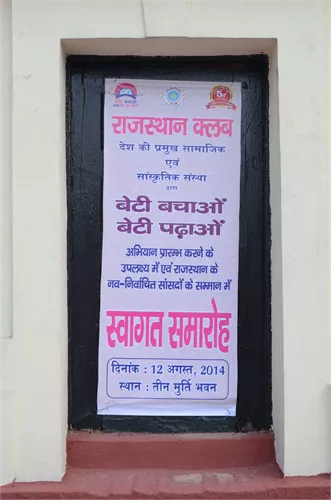 राजस्थान क्लब
देश की प्रमुख सामाजिक
एवं
सांस्कृतिक संस्था
द्वारा
बेटी बचाओं
बेटी पढ़ाओं
अभियान प्रारम्भ करने के
उपलक्ष्य में एवं राजस्थान के
नव-निर्वाचित सांसदों के सम्मान में
स्वागत समारोह
दिनांक : 12 अगस्त, 2014
स्थान : तीन मुर्ति भवन